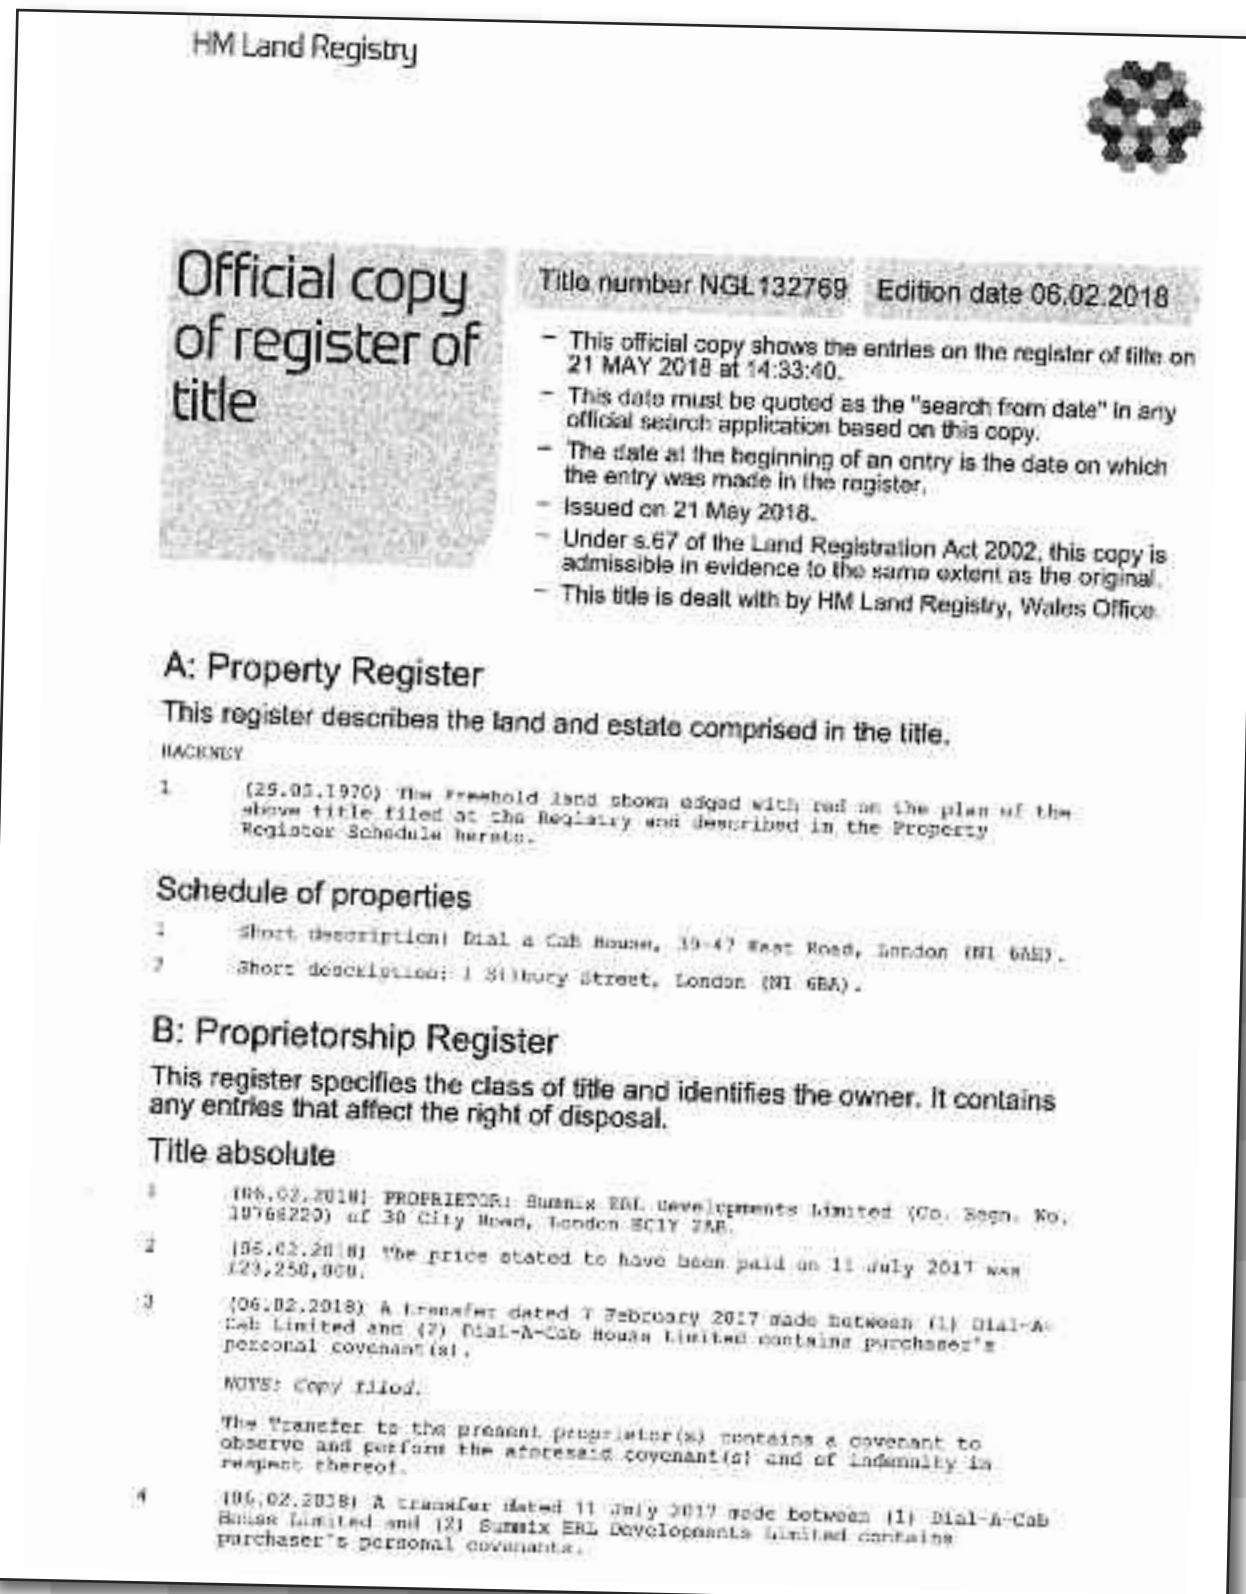 HM Land Registry
Official copy
of register of
title
Title number NGL132769 Edition date 06.02.2018
– This official copy shows the entries on the register of title on
21 MAY 2018 at 14:33:40.
– This date must be quoted as the "search from date" in any
official search application based on this copy.
– The date at the beginning of an entry is the date on which
the entry was made in the register.
– Issued on 21 May 2018.
– Under s.67 of the Land Registration Act 2002, this copy is
admissible in evidence to the same extent as the original.
– This title is dealt with by HM Land Registry, Wales Office.
A: Property Register
This register describes the land and estate comprised in the title.
HACKNEY
1 The Freehold land shown edged with red on the plan of the
above title filed at the Registry and described in the Property
Register Schedule hereto.
Schedule of properties
1 Short description: Dial a Cab House, 39-47 East Road, London
2 Short description: 1 Silbury Street, London
B: Proprietorship Register
This register specifies the class of title and identifies the owner. It contains
any entries that affect the right of disposal.
Title absolute
1 (06.02.2018) PROPRIETOR: Summix ERL Developments Limited (Co. Regn. No.
of 30 City Road, London
2 (06.02.2018) The price stated to have been paid on 11 July 2017 was
£23,250,000.
3 (06.02.2018) A transfer dated 7 February 2017 made between (1) Dial-A-
Cab Limited and (2) Dial-A-Cab House Limited contains purchaser's
personal covenant(s).
NOTE: Copy filed.
The Transfer to the present proprietor(s) contains a covenant to
observe and perform the aforesaid covenant(s) and of indemnity in
respect thereof.
4 (06.02.2018) A transfer dated 11 July 2017 made between (1) Dial-A-Cab
House Limited and (2) Summix ERL Developments Limited contains
purchaser's personal covenants.